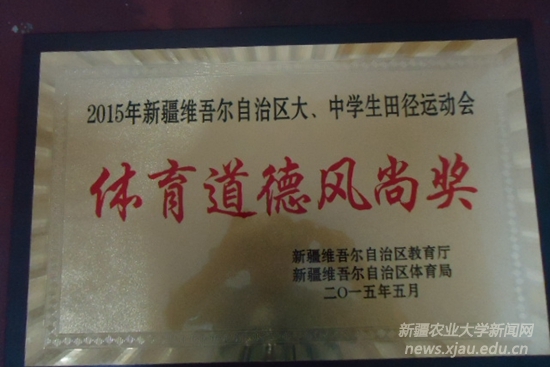 2015年新疆维吾尔自治区大、中学生田径运动会
体育道德风尚奖
新疆维吾尔自治区教育厅
新疆维吾尔自治区体育局
二〇一五年五月
新疆农业大学新闻网
news.xjau.edu.cn